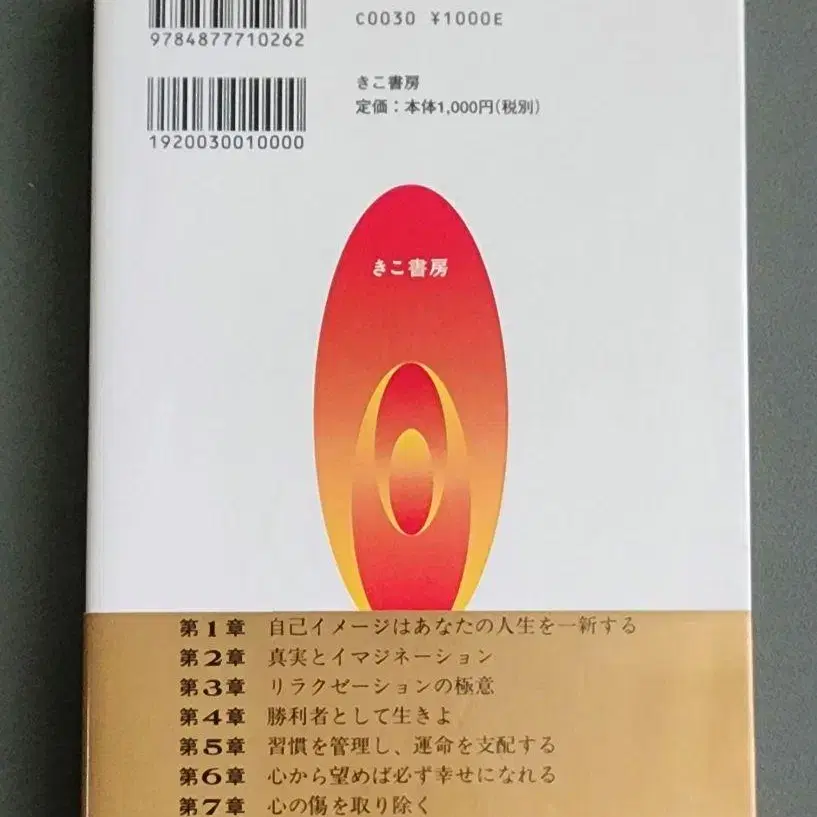 9784877710262
C0030 ¥1000E
きこ書房
定価：本体1,000円(税別)
1920030010000
きこ書房
第1章 自己イメージはあなたの人生を一新する
第2章 真実とイマジネーション
第3章 リラクゼーションの極意
第4章 勝利者として生きよ
第5章 習慣を管理し、運命を支配する
第6章 心から望めば必ず幸せになれる
第7章 心の傷を取り除く